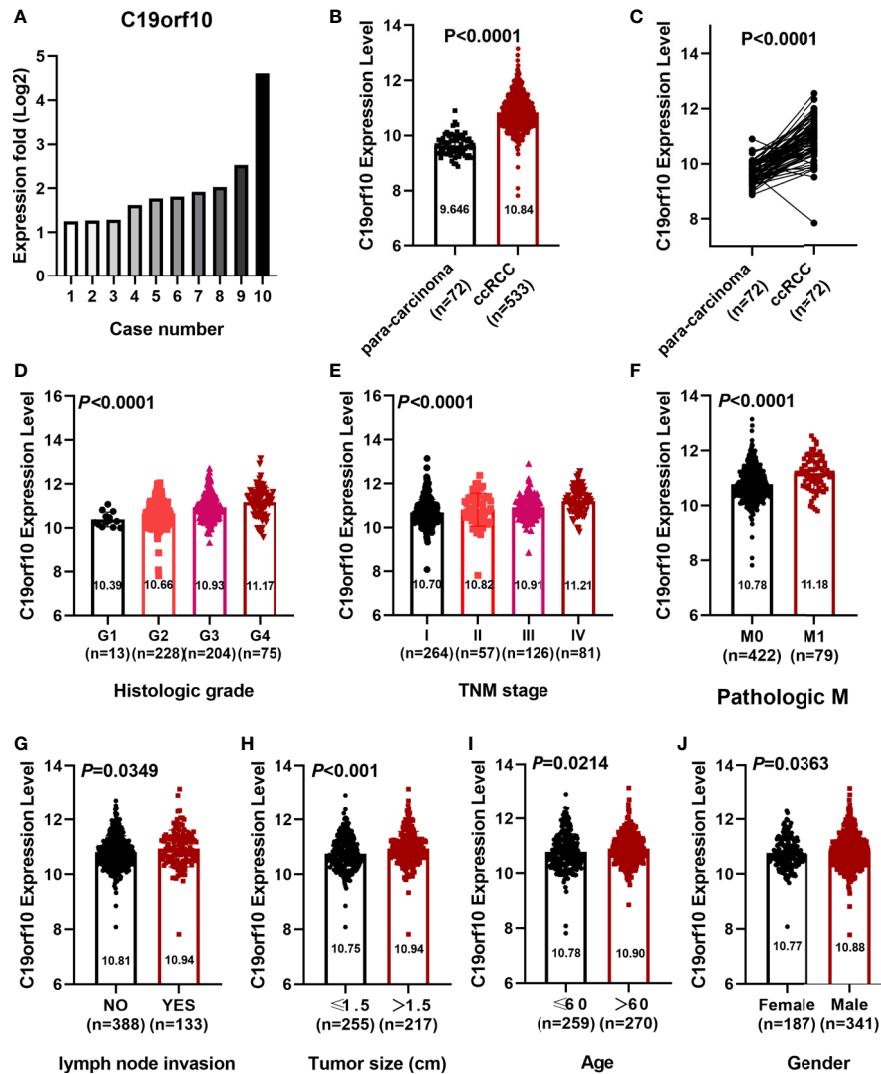 A
C19orf10
Expression fold (Log2)
5
4
3
2
1
0
1 2 3 4 5 6 7 8 9 10
Case number
B
P<0.0001
C19orf10 Expression Level
14
12
10
8
6
9.646
10.84
para-carcinoma
(n=72)
ccRCC
(n=533)
C
P<0.0001
C19orf10 Expression Level
14
12
10
8
para-carcinoma
(n=72)
ccRCC
(n=72)
D
P<0.0001
C19orf10 Expression Level
16
14
12
10
8
6
10.39 10.66 10.93 11.17
G1 G2 G3 G4
(n=13) (n=228) (n=204) (n=75)
Histologic grade
E
P<0.0001
C19orf10 Expression Level
16
14
12
10
8
6
10.70 10.82 10.91 11.21
I II III IV
(n=264) (n=57) (n=126) (n=81)
TNM stage
F
P<0.0001
C19orf10 Expression Level
14
12
10
8
6
10.78 11.18
M0 M1
(n=422) (n=79)
Pathologic M
G
P=0.0349
C19orf10 Expression Level
14
12
10
8
6
10.81 10.94
NO YES
(n=388) (n=133)
lymph node invasion
H
P<0.001
C19orf10 Expression Level
14
12
10
8
6
10.75 10.94
≤1.5 >1.5
(n=255) (n=217)
Tumor size (cm)
I
P=0.0214
C19orf10 Expression Level
14
12
10
8
6
10.78 10.90
≤60 >60
(n=259) (n=270)
Age
J
P=0.0363
C19orf10 Expression Level
14
12
10
8
6
10.77 10.88
Female Male
(n=187) (n=341)
Gender